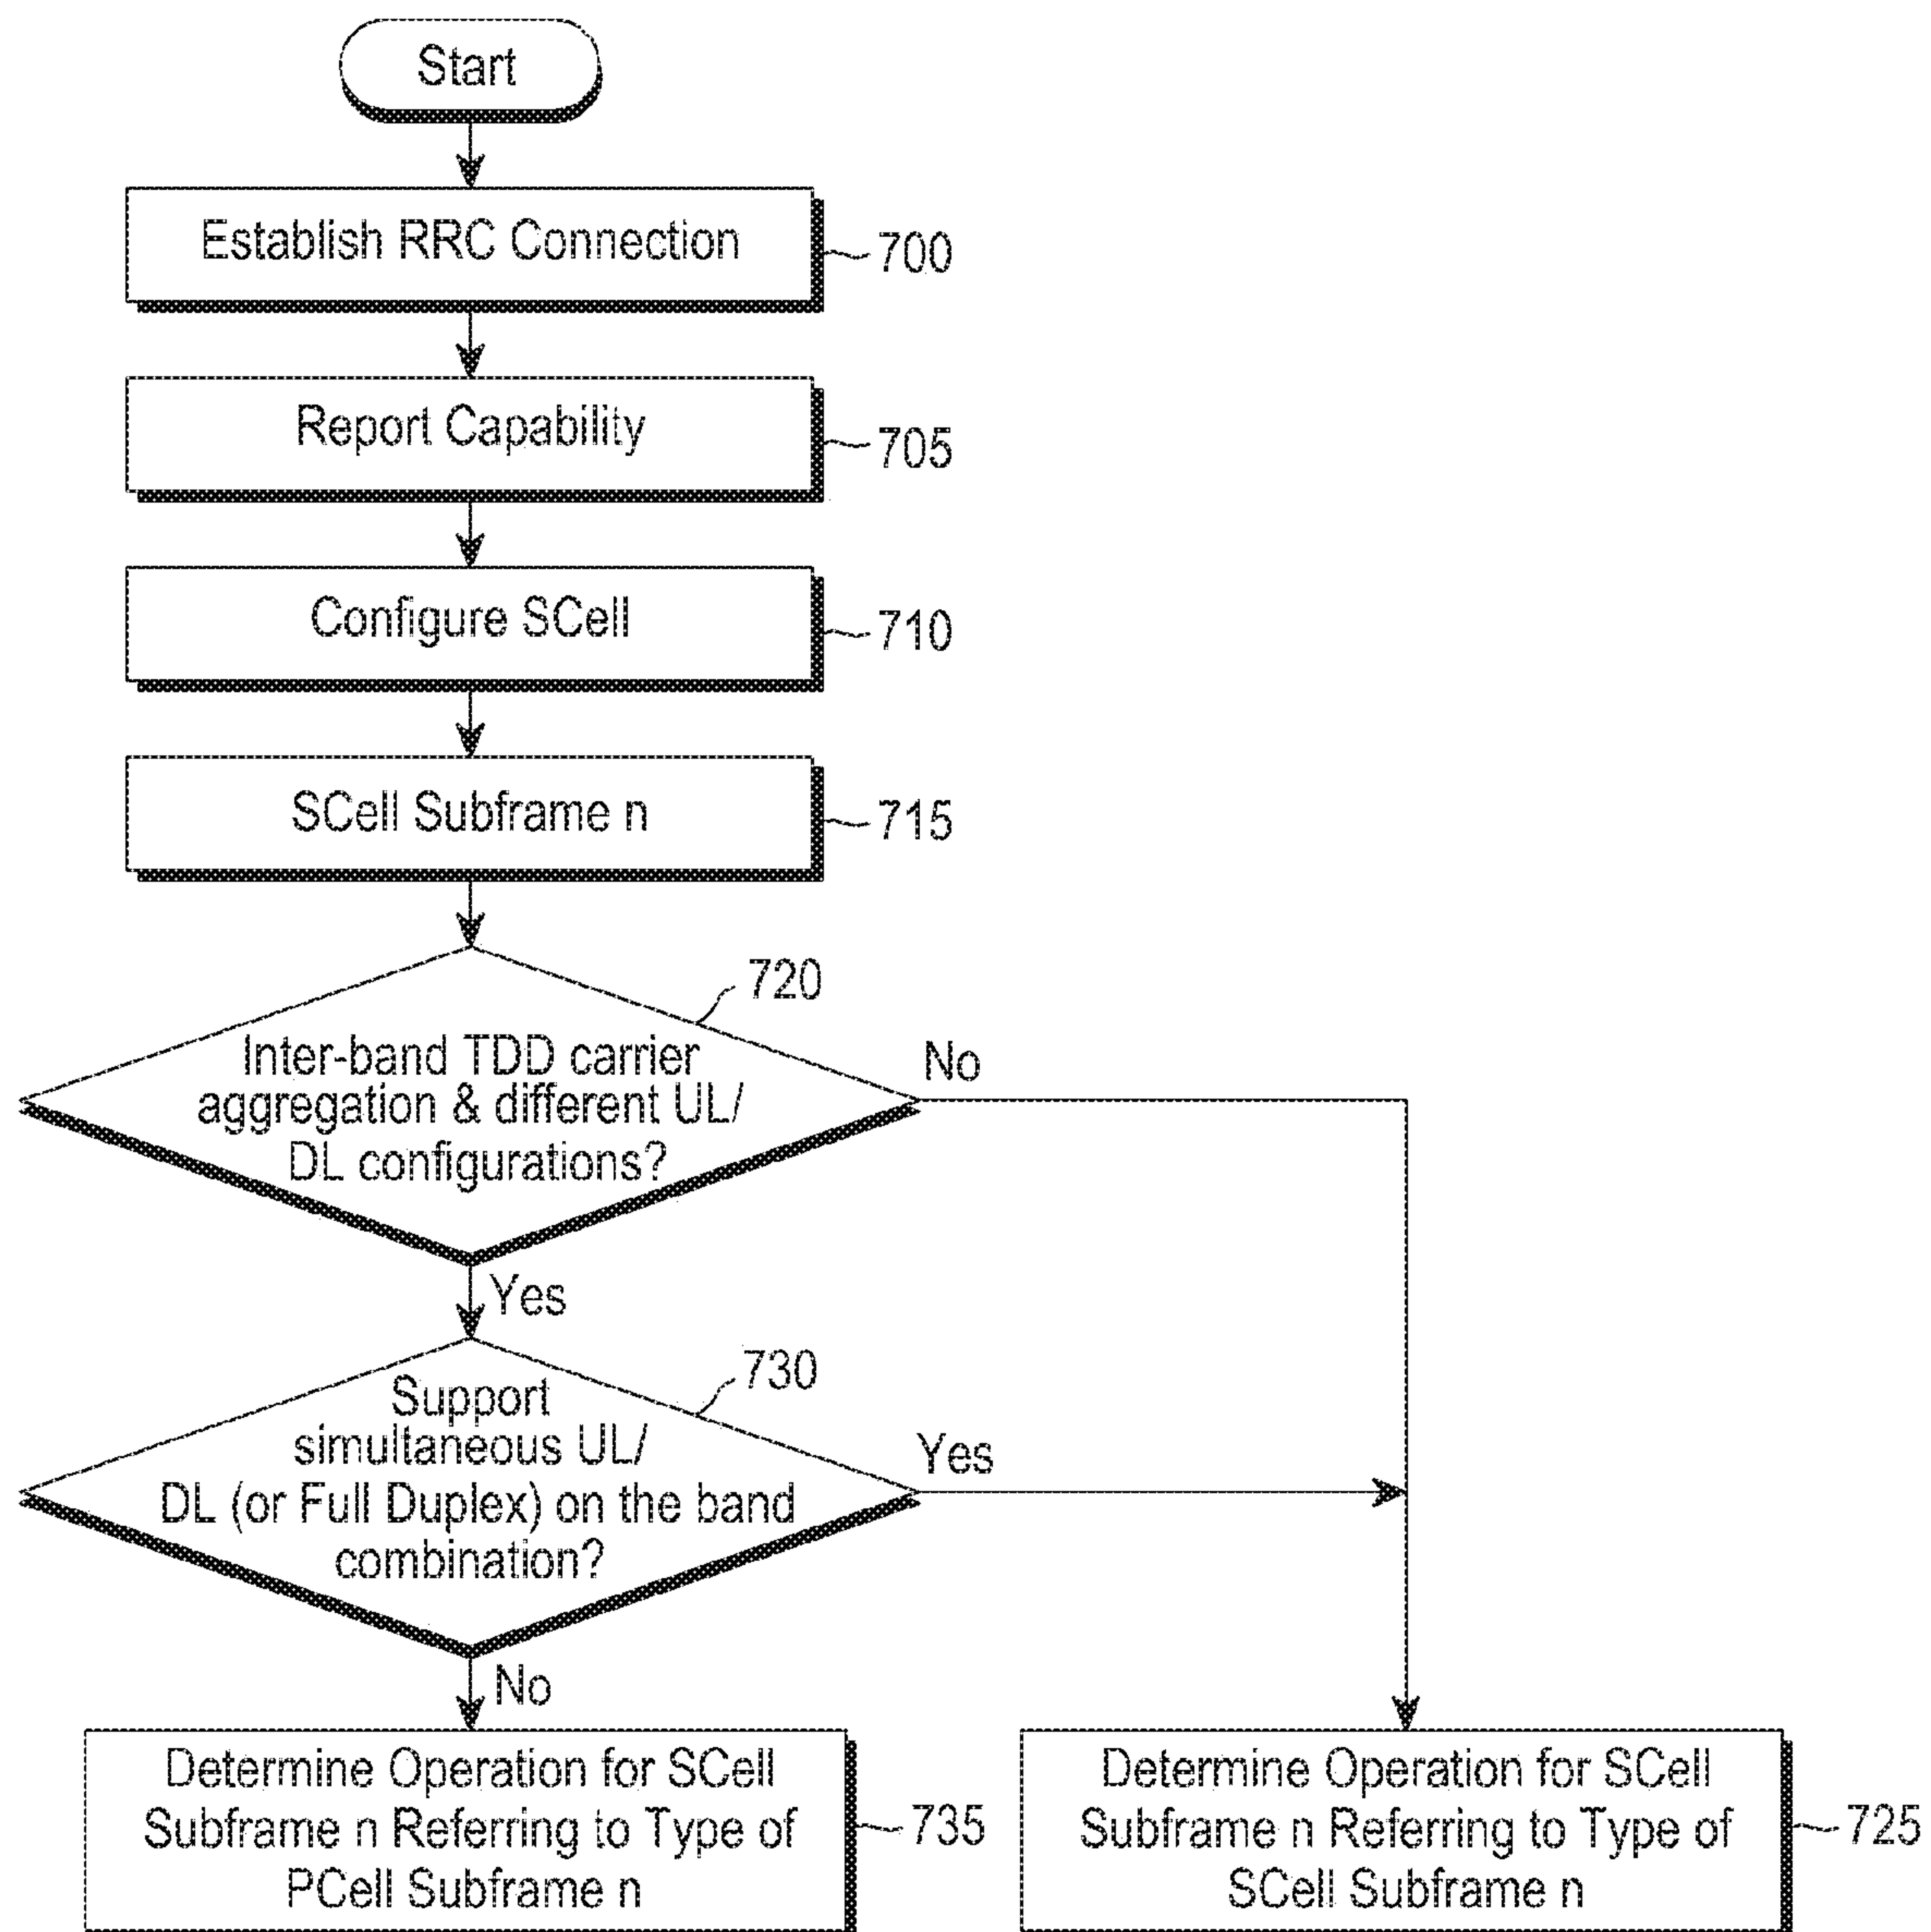 Start
Establish RRC Connection
700
Report Capability
705
Configure SCell
710
SCell Subframe n
715
720
Inter-band TDD carrier
aggregation & different UL/
DL configurations?
No
Yes
730
Support
simultaneous UL/
DL (or Full Duplex) on the band
combination?
Yes
No
Determine Operation for SCell
Subframe n Referring to Type of
PCell Subframe n
735
Determine Operation for SCell
Subframe n Referring to Type of
SCell Subframe n
725